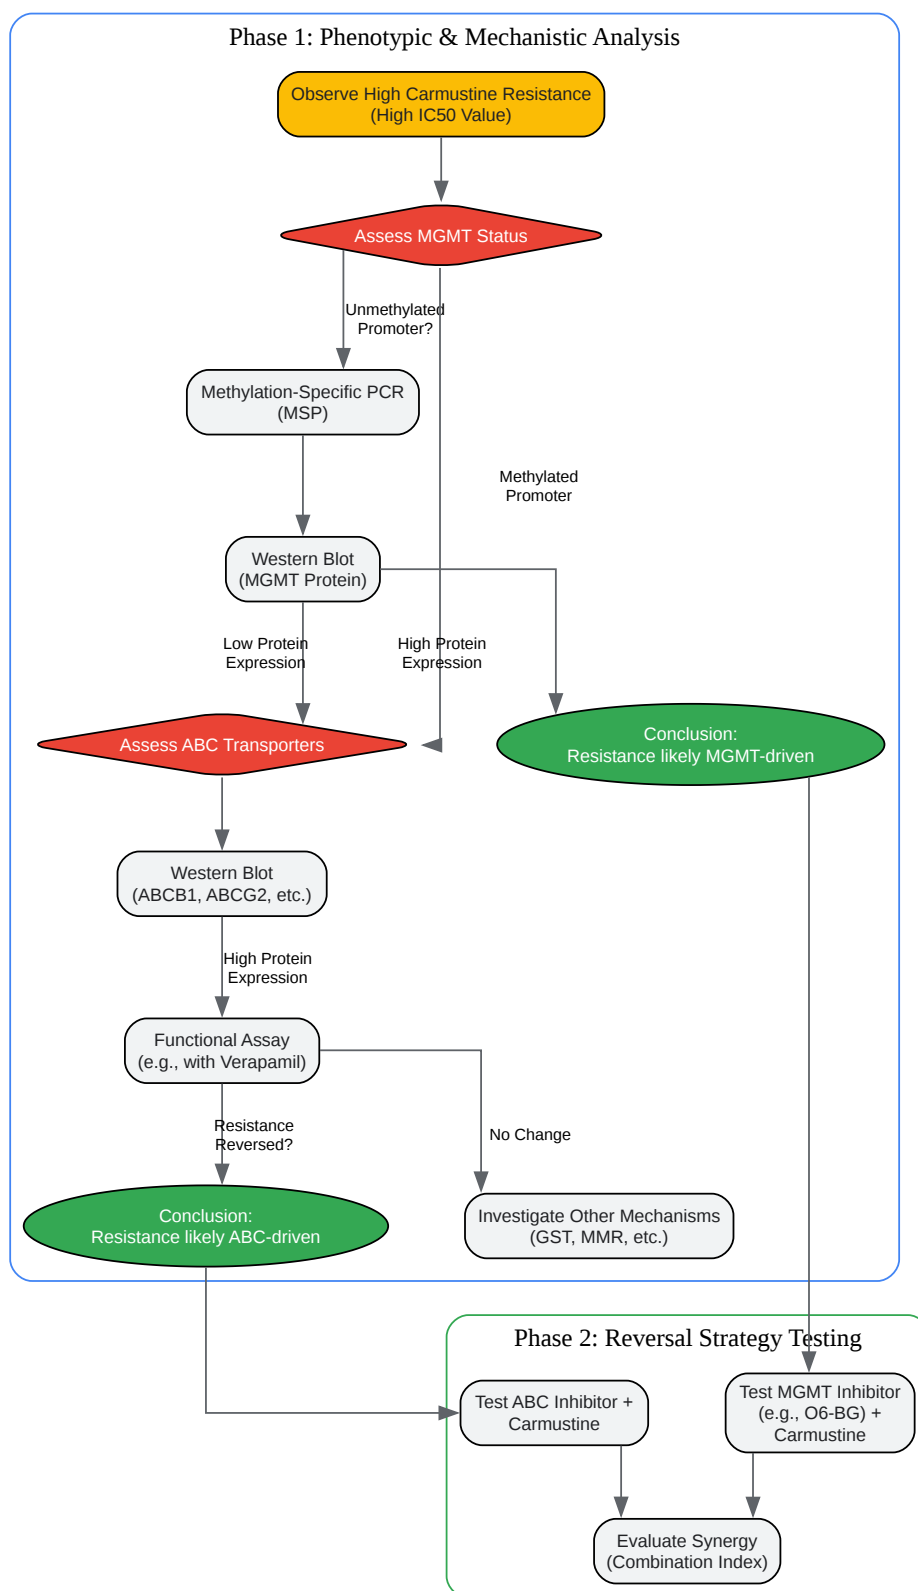 Phase 1: Phenotypic & Mechanistic Analysis
Observe High Carmustine Resistance
(High IC50 Value)
Assess MGMT Status
Unmethylated
Promoter?
Methylation-Specific PCR
(MSP)
Methylated
Promoter
Western Blot
(MGMT Protein)
Low Protein
Expression
High Protein
Expression
Assess ABC Transporters
Conclusion:
Resistance likely MGMT-driven
Western Blot
(ABCB1, ABCG2, etc.)
High Protein
Expression
Functional Assay
(e.g., with Verapamil)
Resistance
Reversed?
No Change
Conclusion:
Resistance likely ABC-driven
Investigate Other Mechanisms
(GST, MMR, etc.)
Phase 2: Reversal Strategy Testing
Test ABC Inhibitor +
Carmustine
Test MGMT Inhibitor
(e.g., O6-BG) +
Carmustine
Evaluate Synergy
(Combination Index)